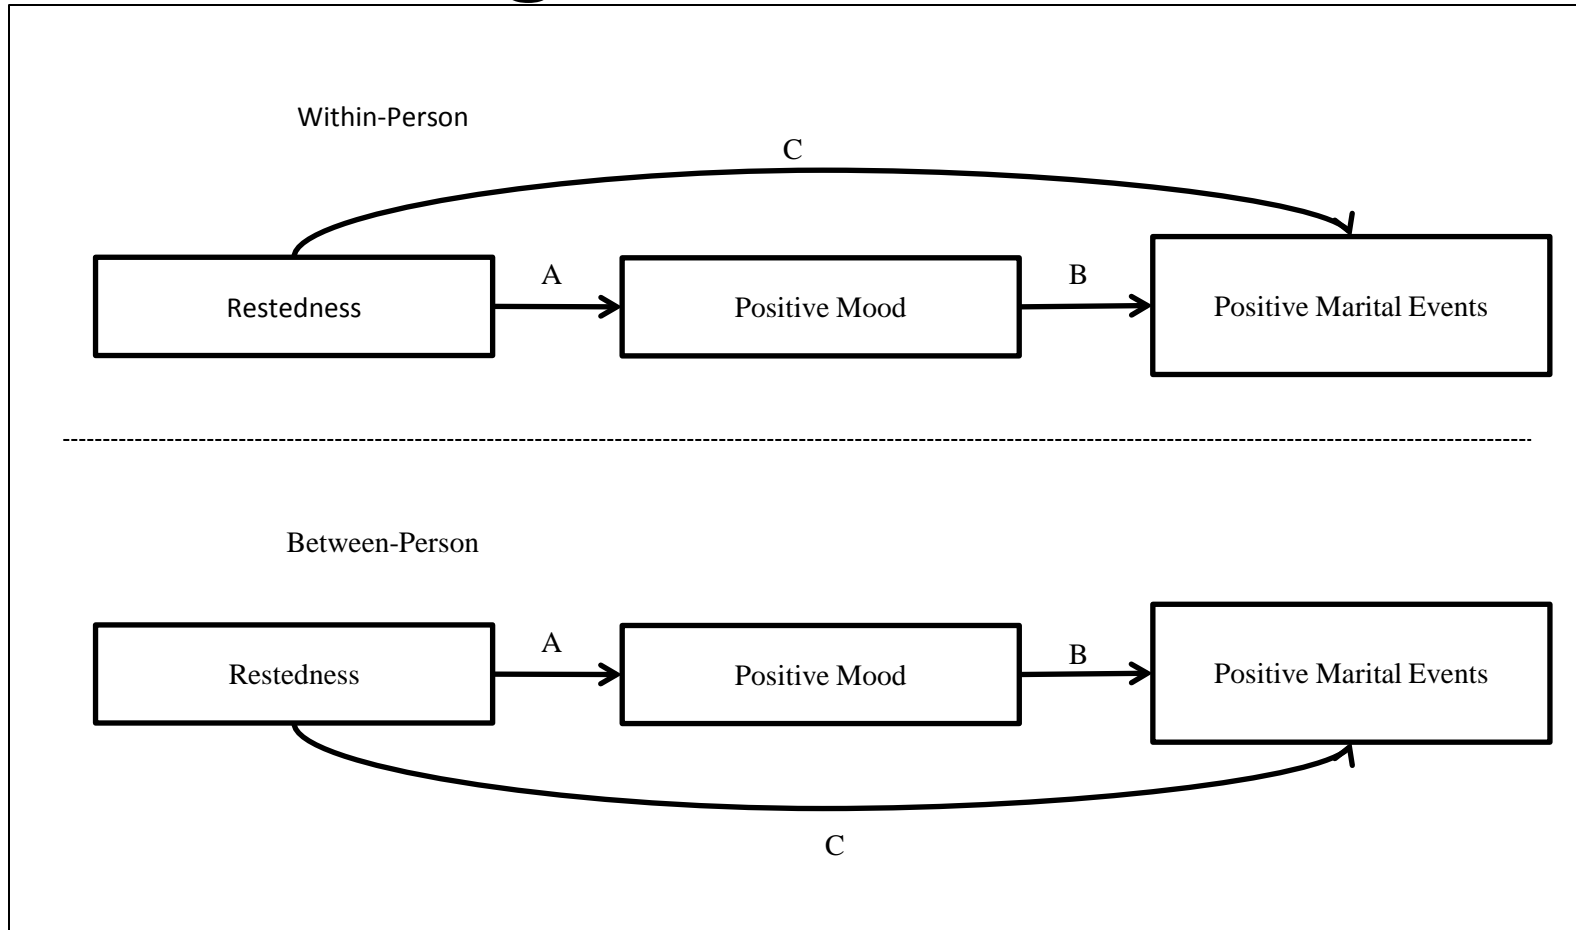 Within-Person
C
A
B
Restedness
Positive Mood
Positive Marital Events
Between-Person
A
B
Restedness
Positive Mood
Positive Marital Events
C